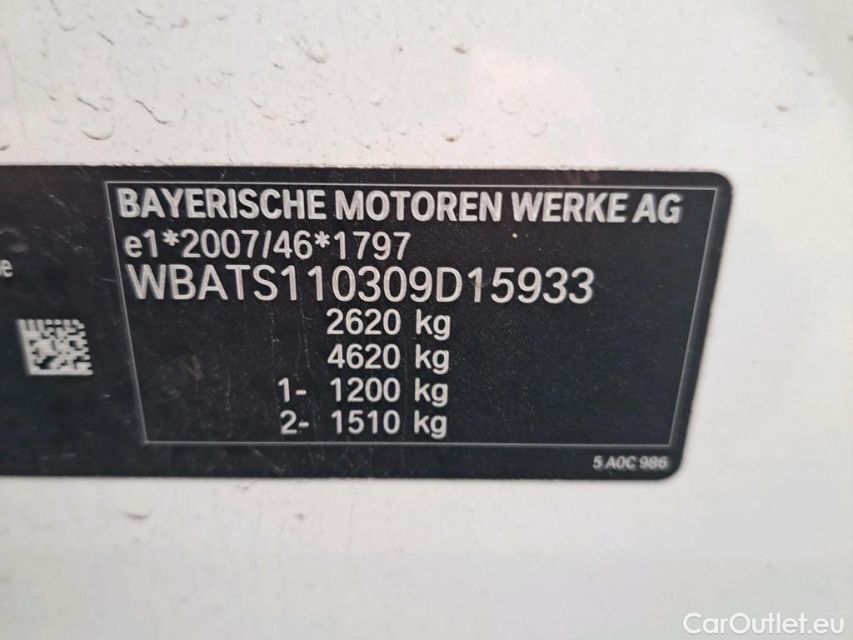 BAYERISCHE MOTOREN WERKE AG
e1*2007/46*1797
WBATS110309D15933
2620 kg
4620 kg
1- 1200 kg
2- 1510 kg
5 A0C 986
CarOutlet.eu